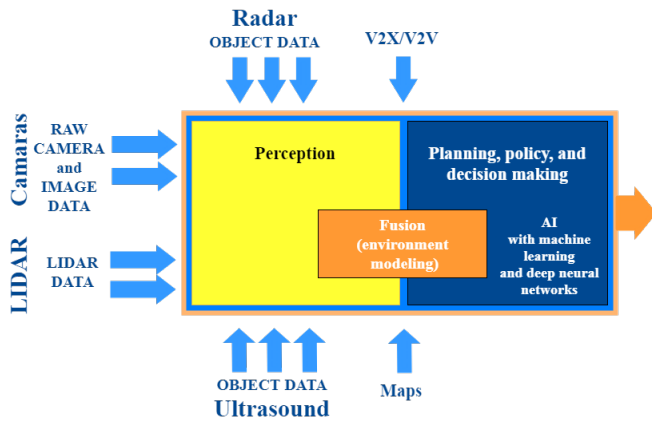 Radar
OBJECT DATA
V2X/V2V
Camaras
RAW
CAMERA
and
IMAGE
DATA
Perception
Planning, policy, and
decision making
Fusion
(environment
modeling)
AI
with machine
learning
and deep neural
networks
LIDAR
LIDAR
DATA
OBJECT DATA
Ultrasound
Maps